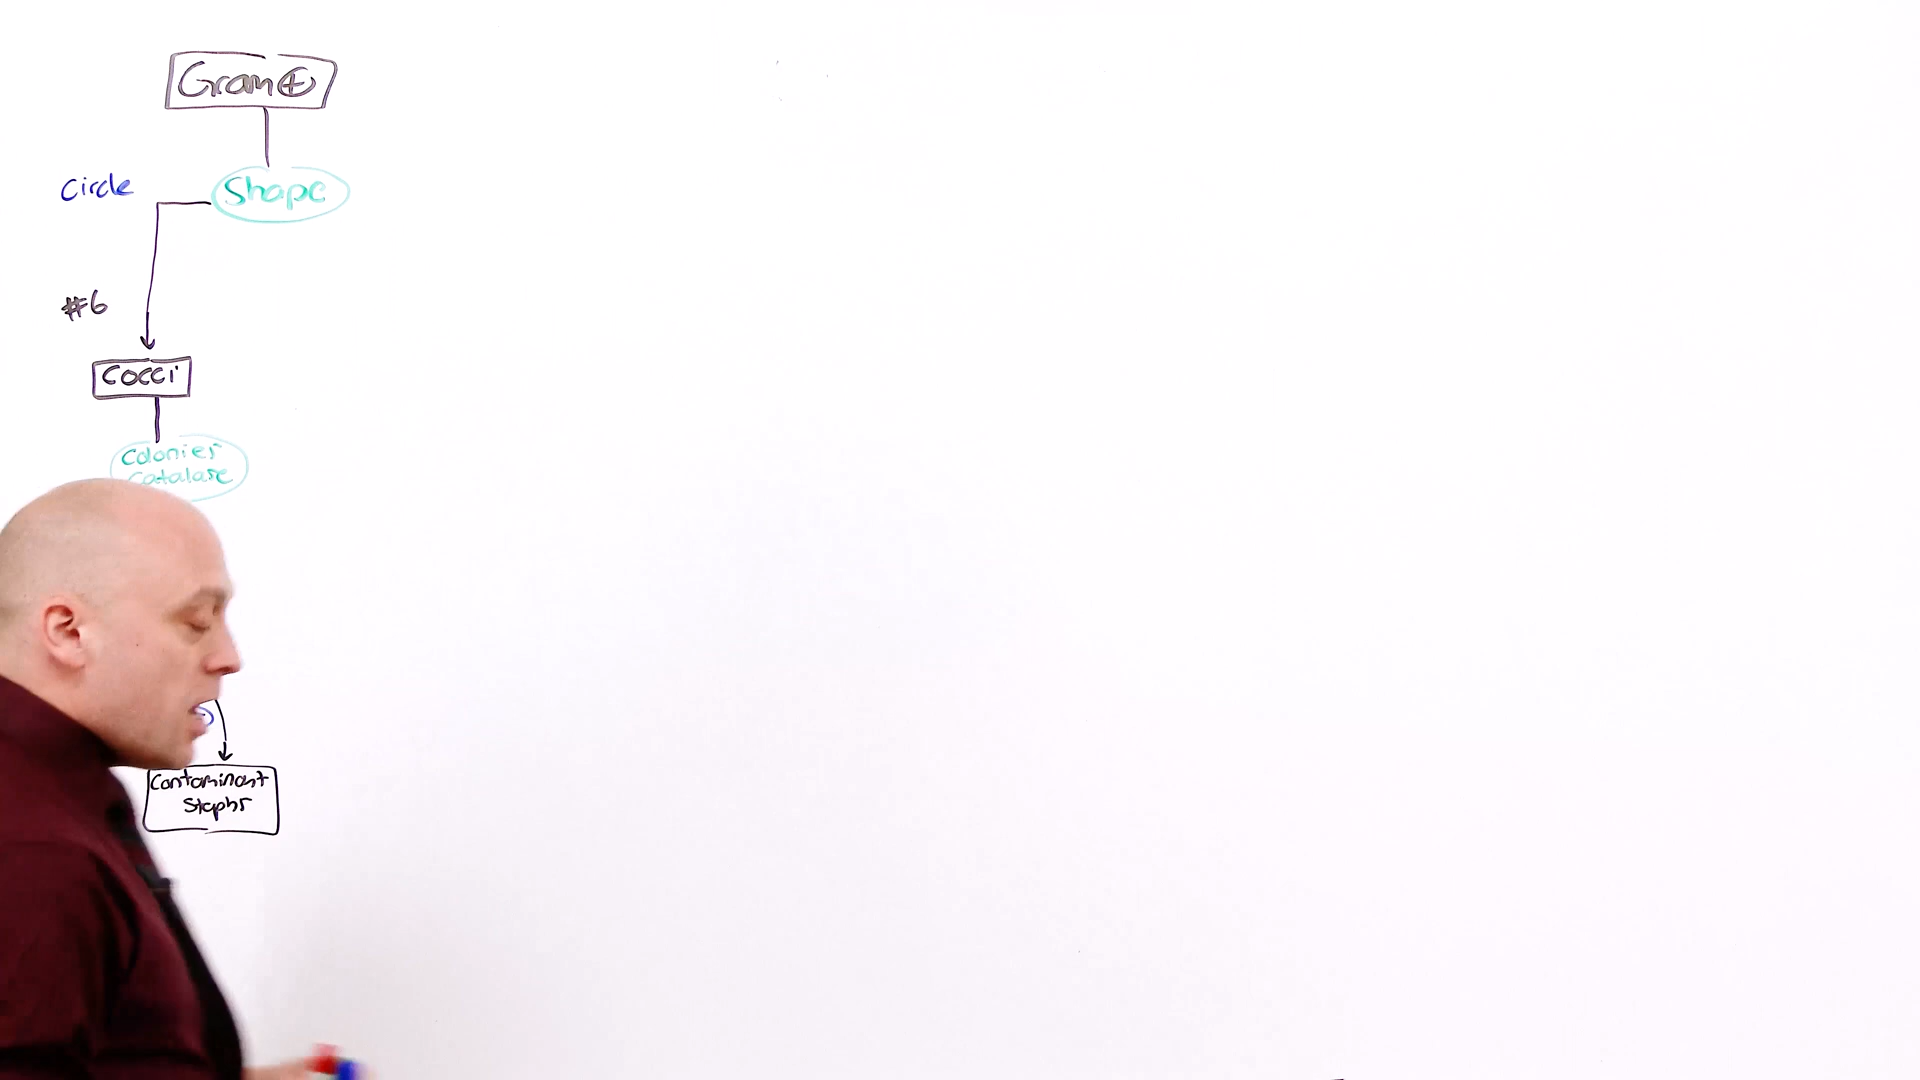 Gram⊕
Circle
Shape
#6
Cocci
Colonies
Catalase
Contaminant
Staphs